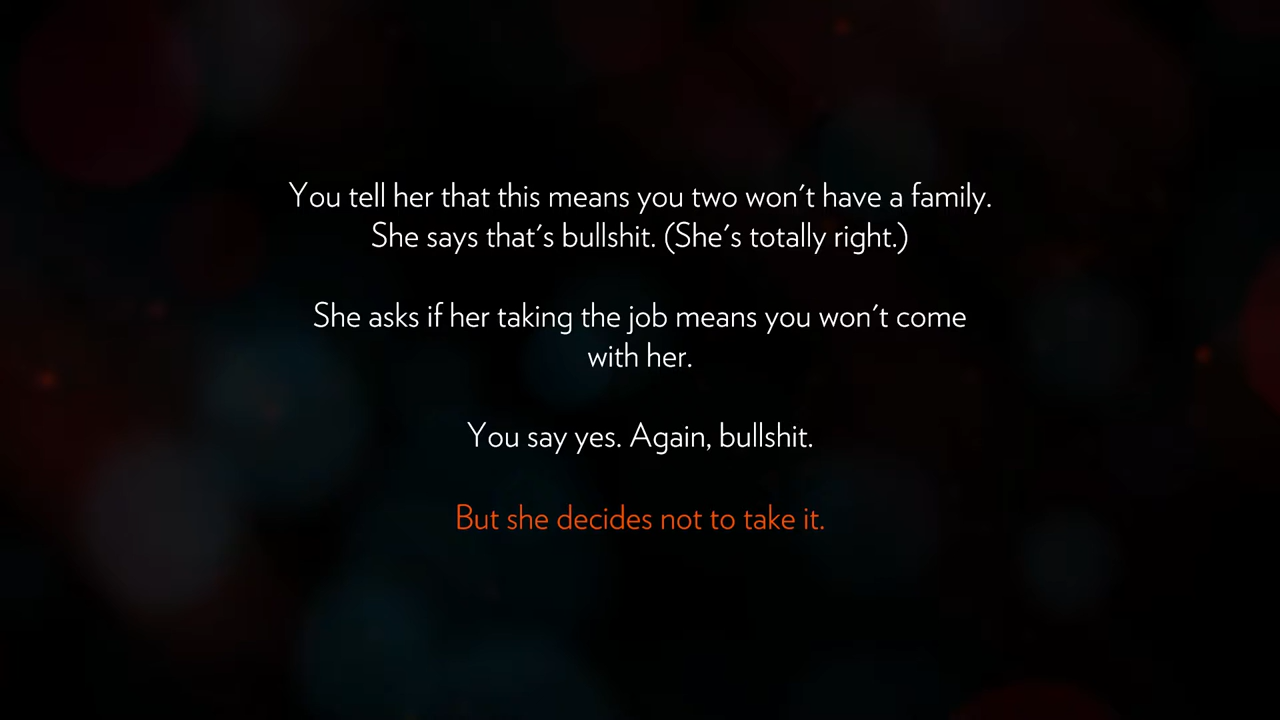 You tell her that this means you two won't have a family.
She says that's bullshit. (She's totally right.)
She asks if her taking the job means you won't come
with her.
You say yes. Again, bullshit.
But she decides not to take it.